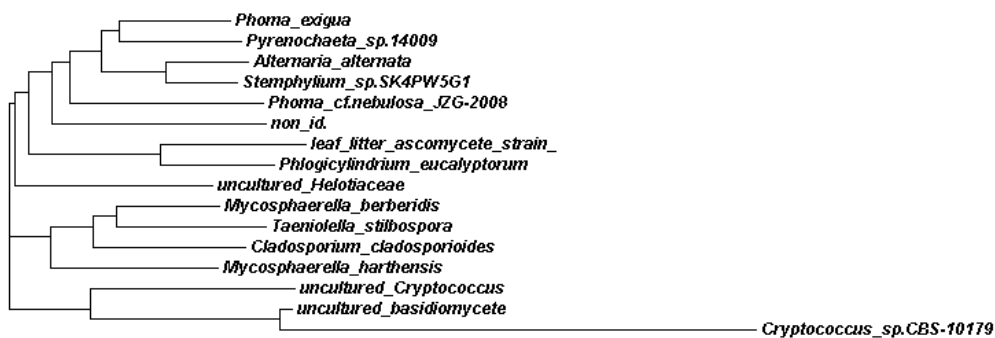 Phoma_exigua
Pyrenochaeta_sp.14009
Alternaria_alternata
Stemphylium_sp.SK4PW5G1
Phoma_cf.nebulosa_JZG-2008
non_id.
leaf_litter_ascomycete_strain_
Phlogicylindrium_eucalyptorum
uncultured_Helotiaceae
Mycosphaerella_berberidis
Taeniolella_stilbospora
Cladosporium_cladosporioides
Mycosphaerella_harthensis
uncultured_Cryptococcus
uncultured_basidiomycete
Cryptococcus_sp.CBS-10179